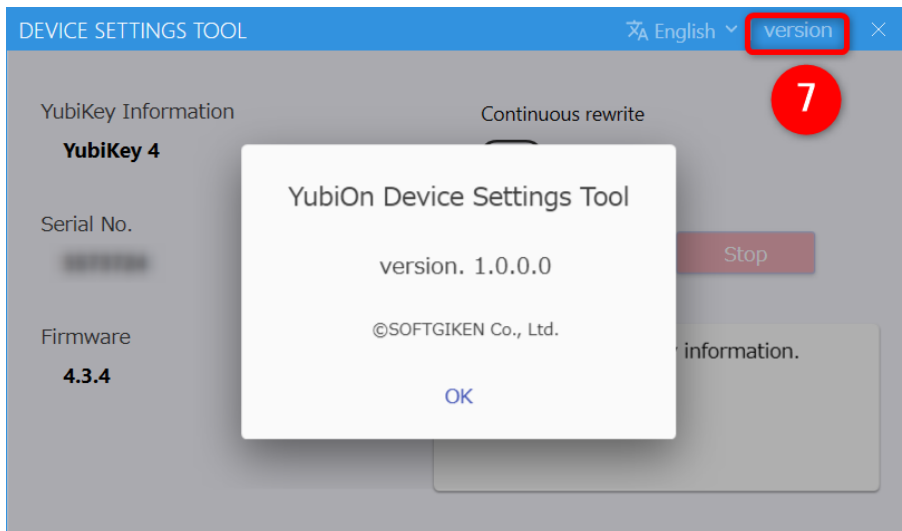 DEVICE SETTINGS TOOL
English
version
7
YubiKey Information
Continuous rewrite
YubiKey 4
YubiOn Device Settings Tool
Serial No.
version. 1.0.0.0
Stop
©SOFTGIKEN Co., Ltd.
Firmware
information.
4.3.4
OK